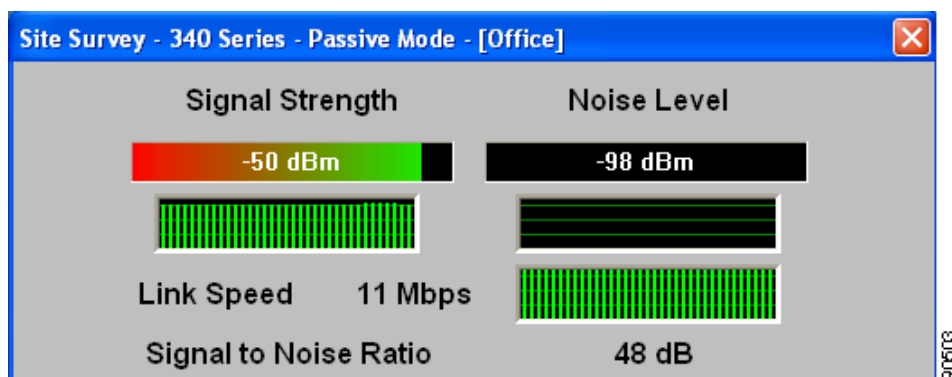 Site Survey - 340 Series - Passive Mode - [Office]
Signal Strength
Noise Level
-50 dBm
-98 dBm
Link Speed 11 Mbps
Signal to Noise Ratio 48 dB
90503